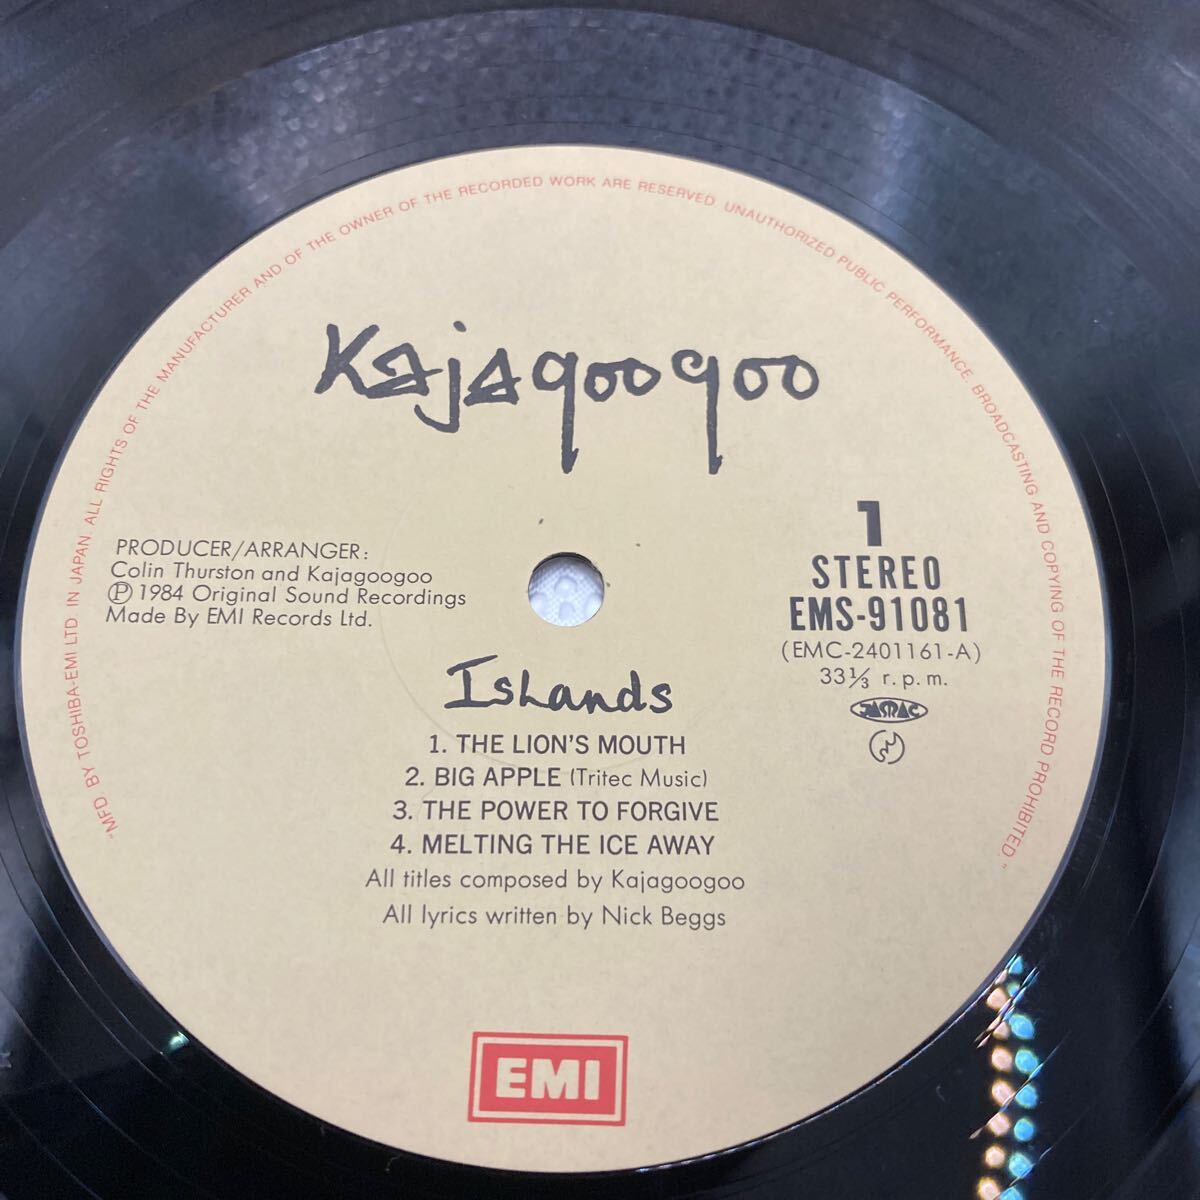 "MFD. BY TOSHIBA-EMI LTD. IN JAPAN. ALL RIGHTS OF THE MANUFACTURER AND OF THE OWNER OF THE RECORDED WORK ARE RESERVED. UNAUTHORIZED PUBLIC PERFORMANCE, BROADCASTING AND COPYING OF THE RECORD PROHIBITED."
Kajagoogoo
PRODUCER/ARRANGER:
Colin Thurston and Kajagoogoo
Ⓟ 1984 Original Sound Recordings
Made By EMI Records Ltd.
1
STEREO
EMS-91081
(EMC-2401161-A)
33⅓ r.p.m.
JASRAC
Islands
1. THE LION'S MOUTH
2. BIG APPLE (Tritec Music)
3. THE POWER TO FORGIVE
4. MELTING THE ICE AWAY
All titles composed by Kajagoogoo
All lyrics written by Nick Beggs
EMI